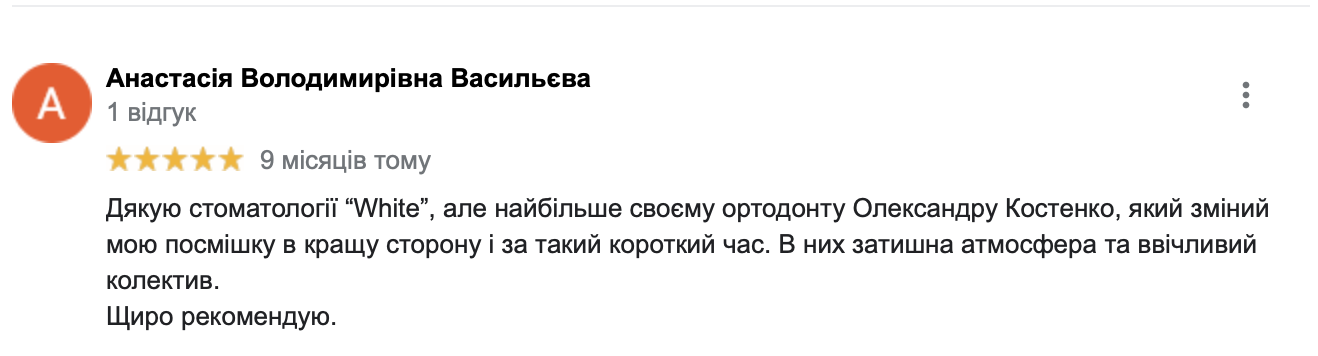 Анастасія Володимирівна Васильєва
1 відгук
9 місяців тому
Дякую стоматології “White”, але найбільше своєму ортодонту Олександру Костенко, який зміний
мою посмішку в кращу сторону і за такий короткий час. В них затишна атмосфера та ввічливий
колектив.
Щиро рекомендую.